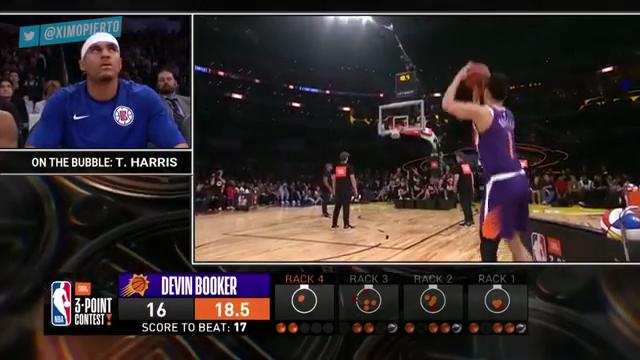 @XIMOPIERTO
ON THE BUBBLE: T. HARRIS
NBA
JBL
3-POINT
CONTEST
DEVIN BOOKER
16
18.5
SCORE TO BEAT: 17
RACK 4
RACK 3
RACK 2
RACK 1